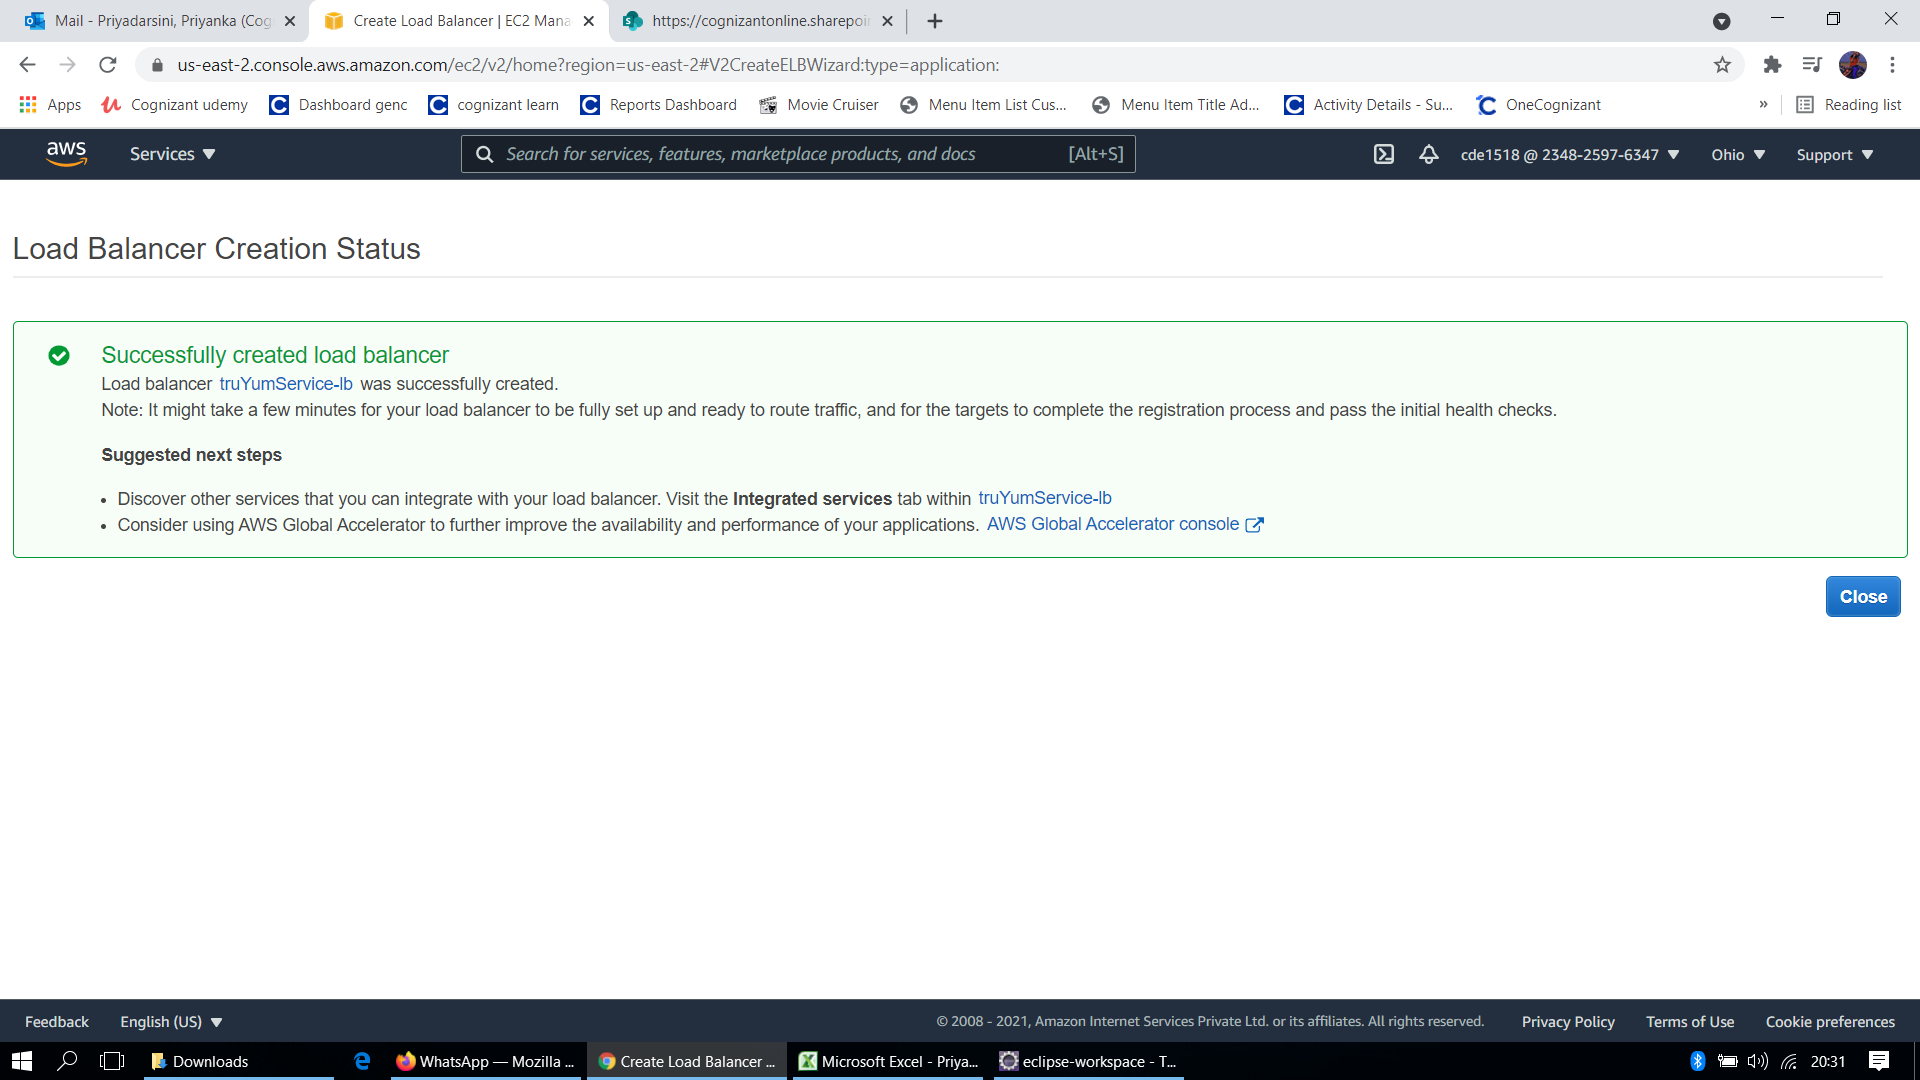 Mail - Priyadarsini, Priyanka (Cog
Create Load Balancer | EC2 Mana
https://cognizantonline.sharepoi
us-east-2.console.aws.amazon.com/ec2/v2/home?region=us-east-2#V2CreateELBWizard:type=application:
Apps
Cognizant udemy
Dashboard genc
cognizant learn
Reports Dashboard
Movie Cruiser
Menu Item List Cus...
Menu Item Title Ad...
Activity Details - Su...
OneCognizant
»
Reading list
aws
Services
Search for services, features, marketplace products, and docs
[Alt+S]
cde1518 @ 2348-2597-6347
Ohio
Support
Load Balancer Creation Status
Successfully created load balancer
Load balancer truYumService-lb was successfully created.
Note: It might take a few minutes for your load balancer to be fully set up and ready to route traffic, and for the targets to complete the registration process and pass the initial health checks.
Suggested next steps
• Discover other services that you can integrate with your load balancer. Visit the Integrated services tab within truYumService-lb
• Consider using AWS Global Accelerator to further improve the availability and performance of your applications. AWS Global Accelerator console
Close
Feedback
English (US)
© 2008 - 2021, Amazon Internet Services Private Ltd. or its affiliates. All rights reserved.
Privacy Policy
Terms of Use
Cookie preferences
Downloads
WhatsApp — Mozilla ...
Create Load Balancer ...
Microsoft Excel - Priya...
eclipse-workspace - T...
20:31